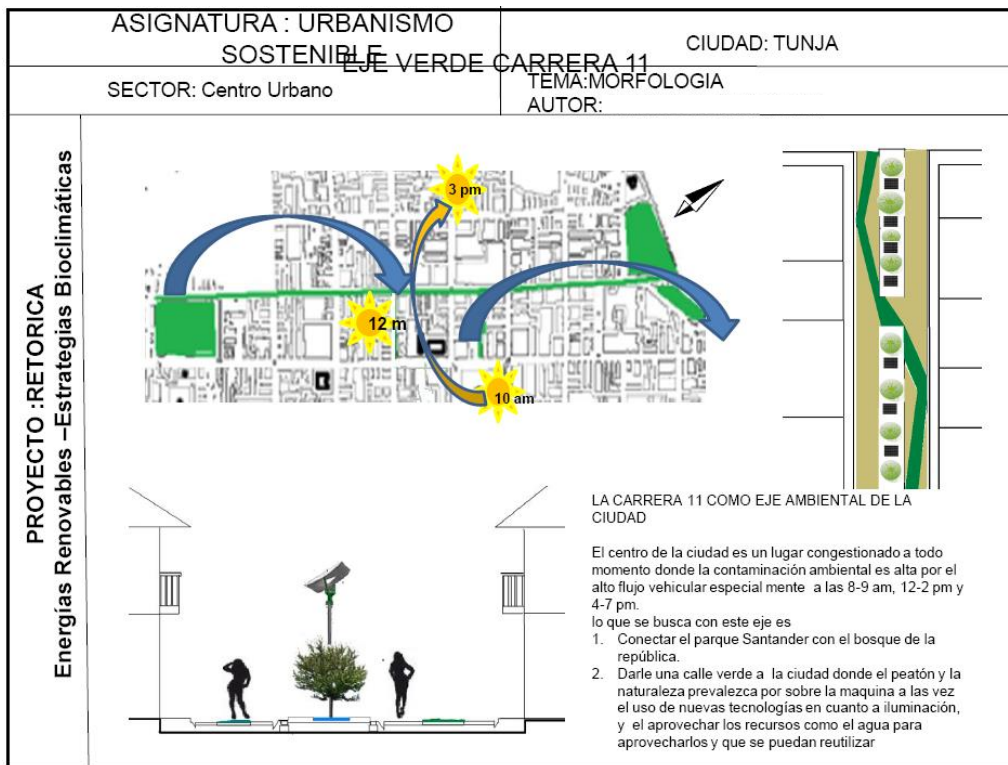 ASIGNATURA : URBANISMO
SOSTENIBLE
EJE VERDE CARRERA 11
CIUDAD: TUNJA
SECTOR: Centro Urbano
TEMA:MORFOLOGIA
AUTOR:
PROYECTO :RETORICA
Energías Renovables –Estrategias Bioclimáticas
3 pm
12 m
10 am
LA CARRERA 11 COMO EJE AMBIENTAL DE LA
CIUDAD
El centro de la ciudad es un lugar congestionado a todo
momento donde la contaminación ambiental es alta por el
alto flujo vehicular especial mente a las 8-9 am, 12-2 pm y
4-7 pm.
lo que se busca con este eje es
1. Conectar el parque Santander con el bosque de la
república.
2. Darle una calle verde a la ciudad donde el peatón y la
naturaleza prevalezca por sobre la maquina a las vez
el uso de nuevas tecnologías en cuanto a iluminación,
y el aprovechar los recursos como el agua para
aprovecharlos y que se puedan reutilizar